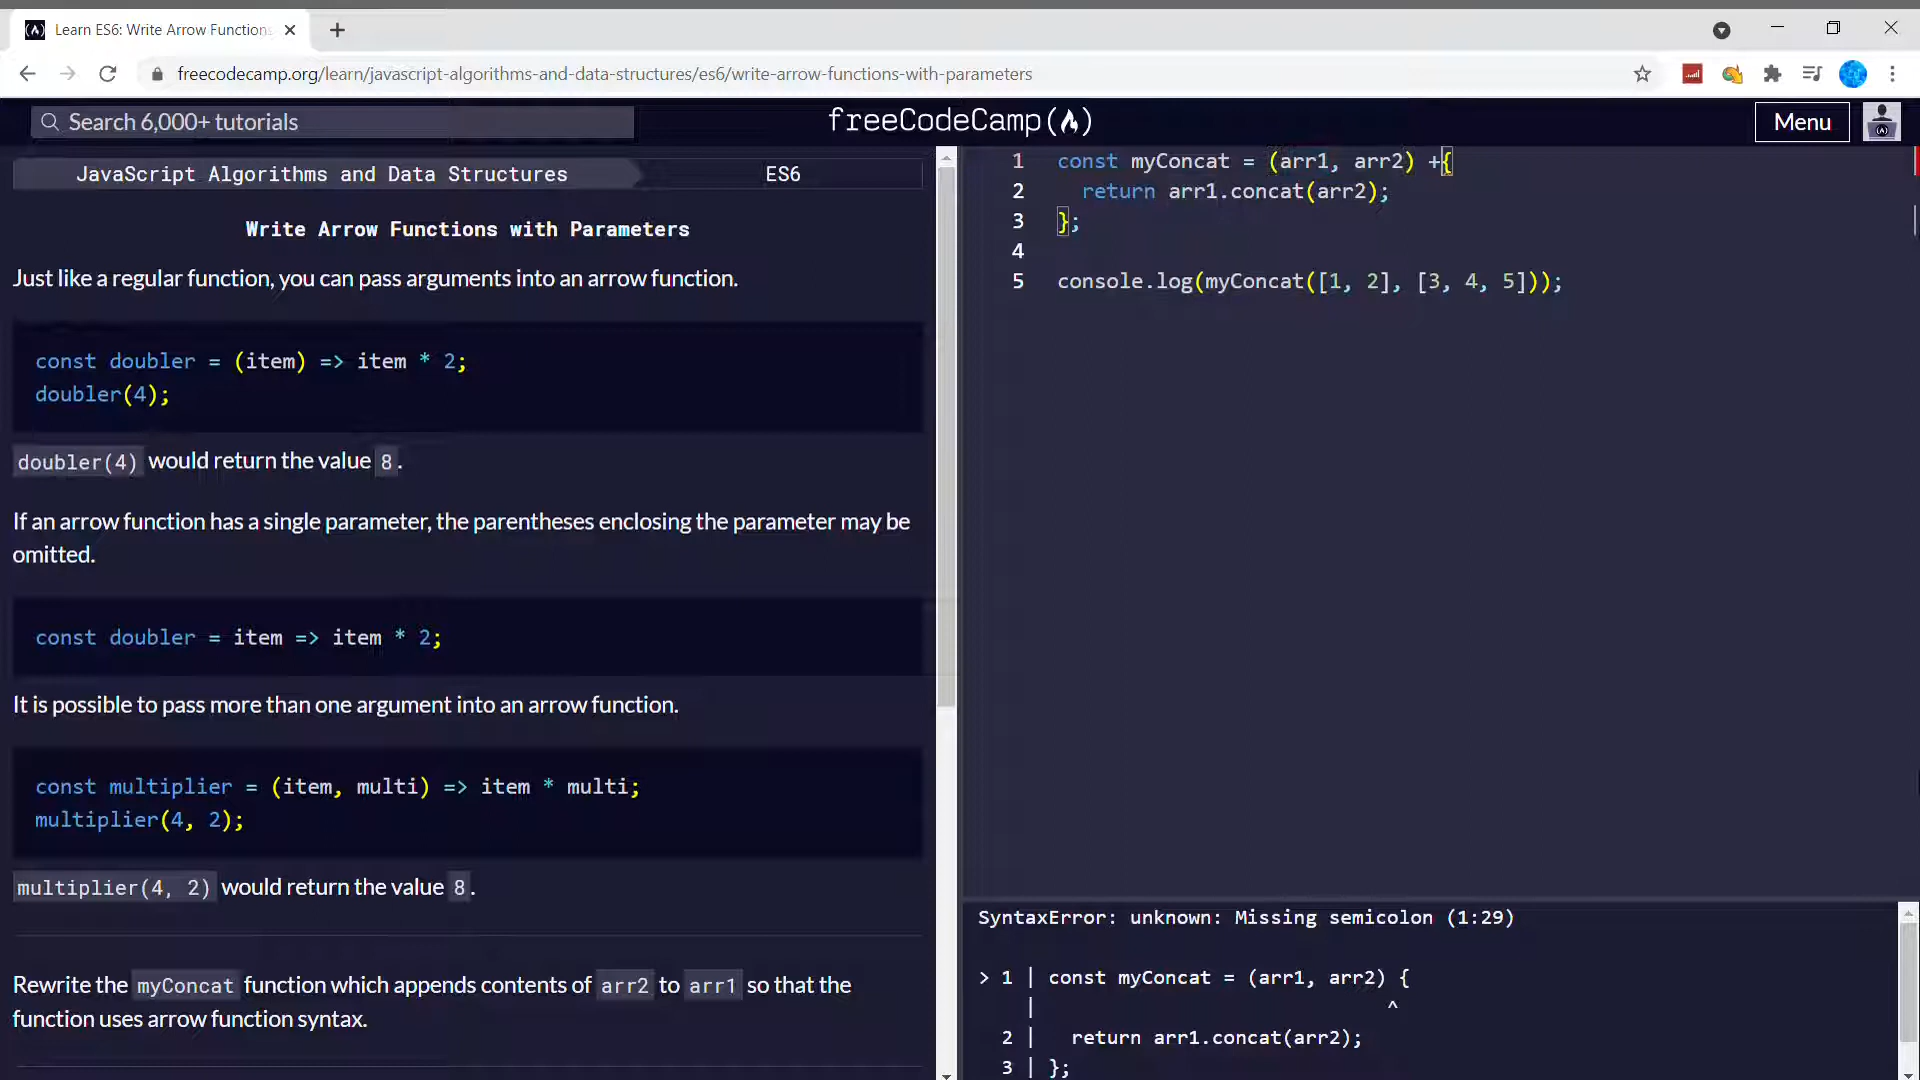 Learn ES6: Write Arrow Functions
freecodecamp.org/learn/javascript-algorithms-and-data-structures/es6/write-arrow-functions-with-parameters
Search 6,000+ tutorials
freeCodeCamp
Menu
JavaScript Algorithms and Data Structures
ES6
Write Arrow Functions with Parameters
Just like a regular function, you can pass arguments into an arrow function.
const doubler = (item) => item * 2;
doubler(4);
doubler(4) would return the value 8.
If an arrow function has a single parameter, the parentheses enclosing the parameter may be
omitted.
const doubler = item => item * 2;
It is possible to pass more than one argument into an arrow function.
const multiplier = (item, multi) => item * multi;
multiplier(4, 2);
multiplier(4, 2) would return the value 8.
Rewrite the myConcat function which appends contents of arr2 to arr1 so that the
function uses arrow function syntax.
1 const myConcat = (arr1, arr2) +{
2 return arr1.concat(arr2);
3 };
4
5 console.log(myConcat([1, 2], [3, 4, 5]));
SyntaxError: unknown: Missing semicolon (1:29)
> 1 | const myConcat = (arr1, arr2) {
| ^
2 | return arr1.concat(arr2);
3 | };